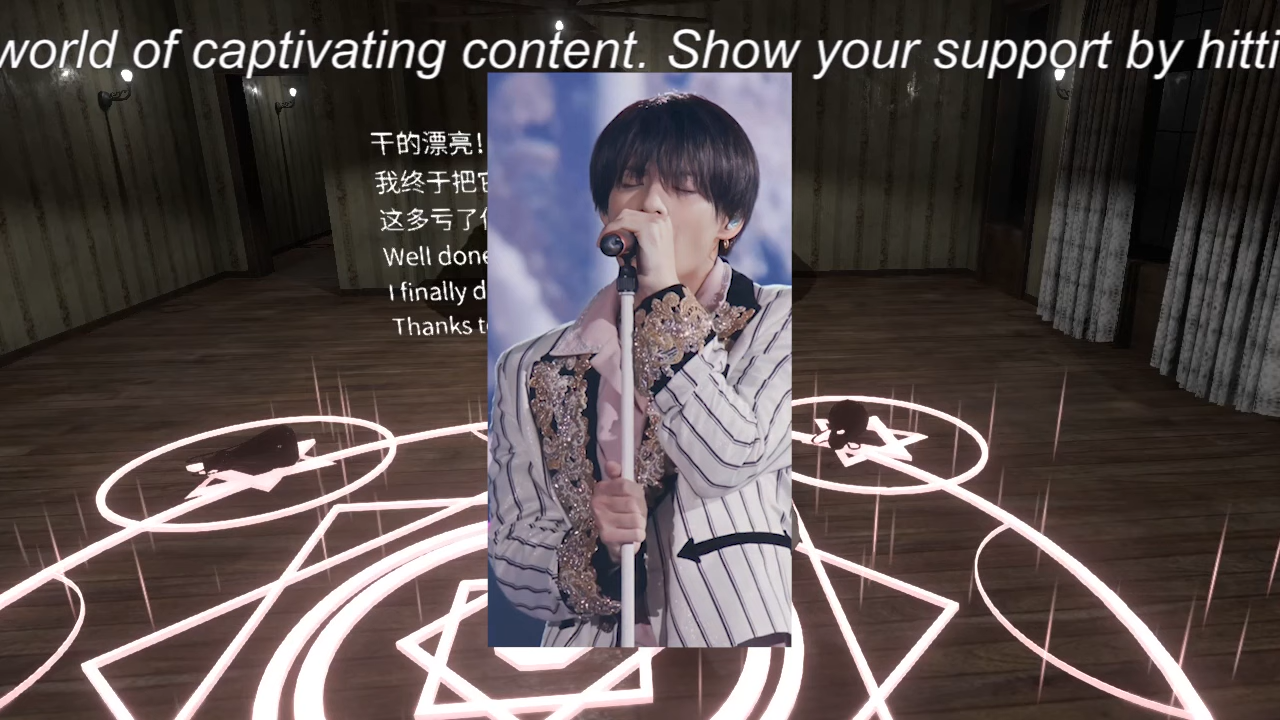 world of captivating content. Show your support by hitti
干的漂亮!
我终于把
这多亏了
Well done
I finally d
Thanks t